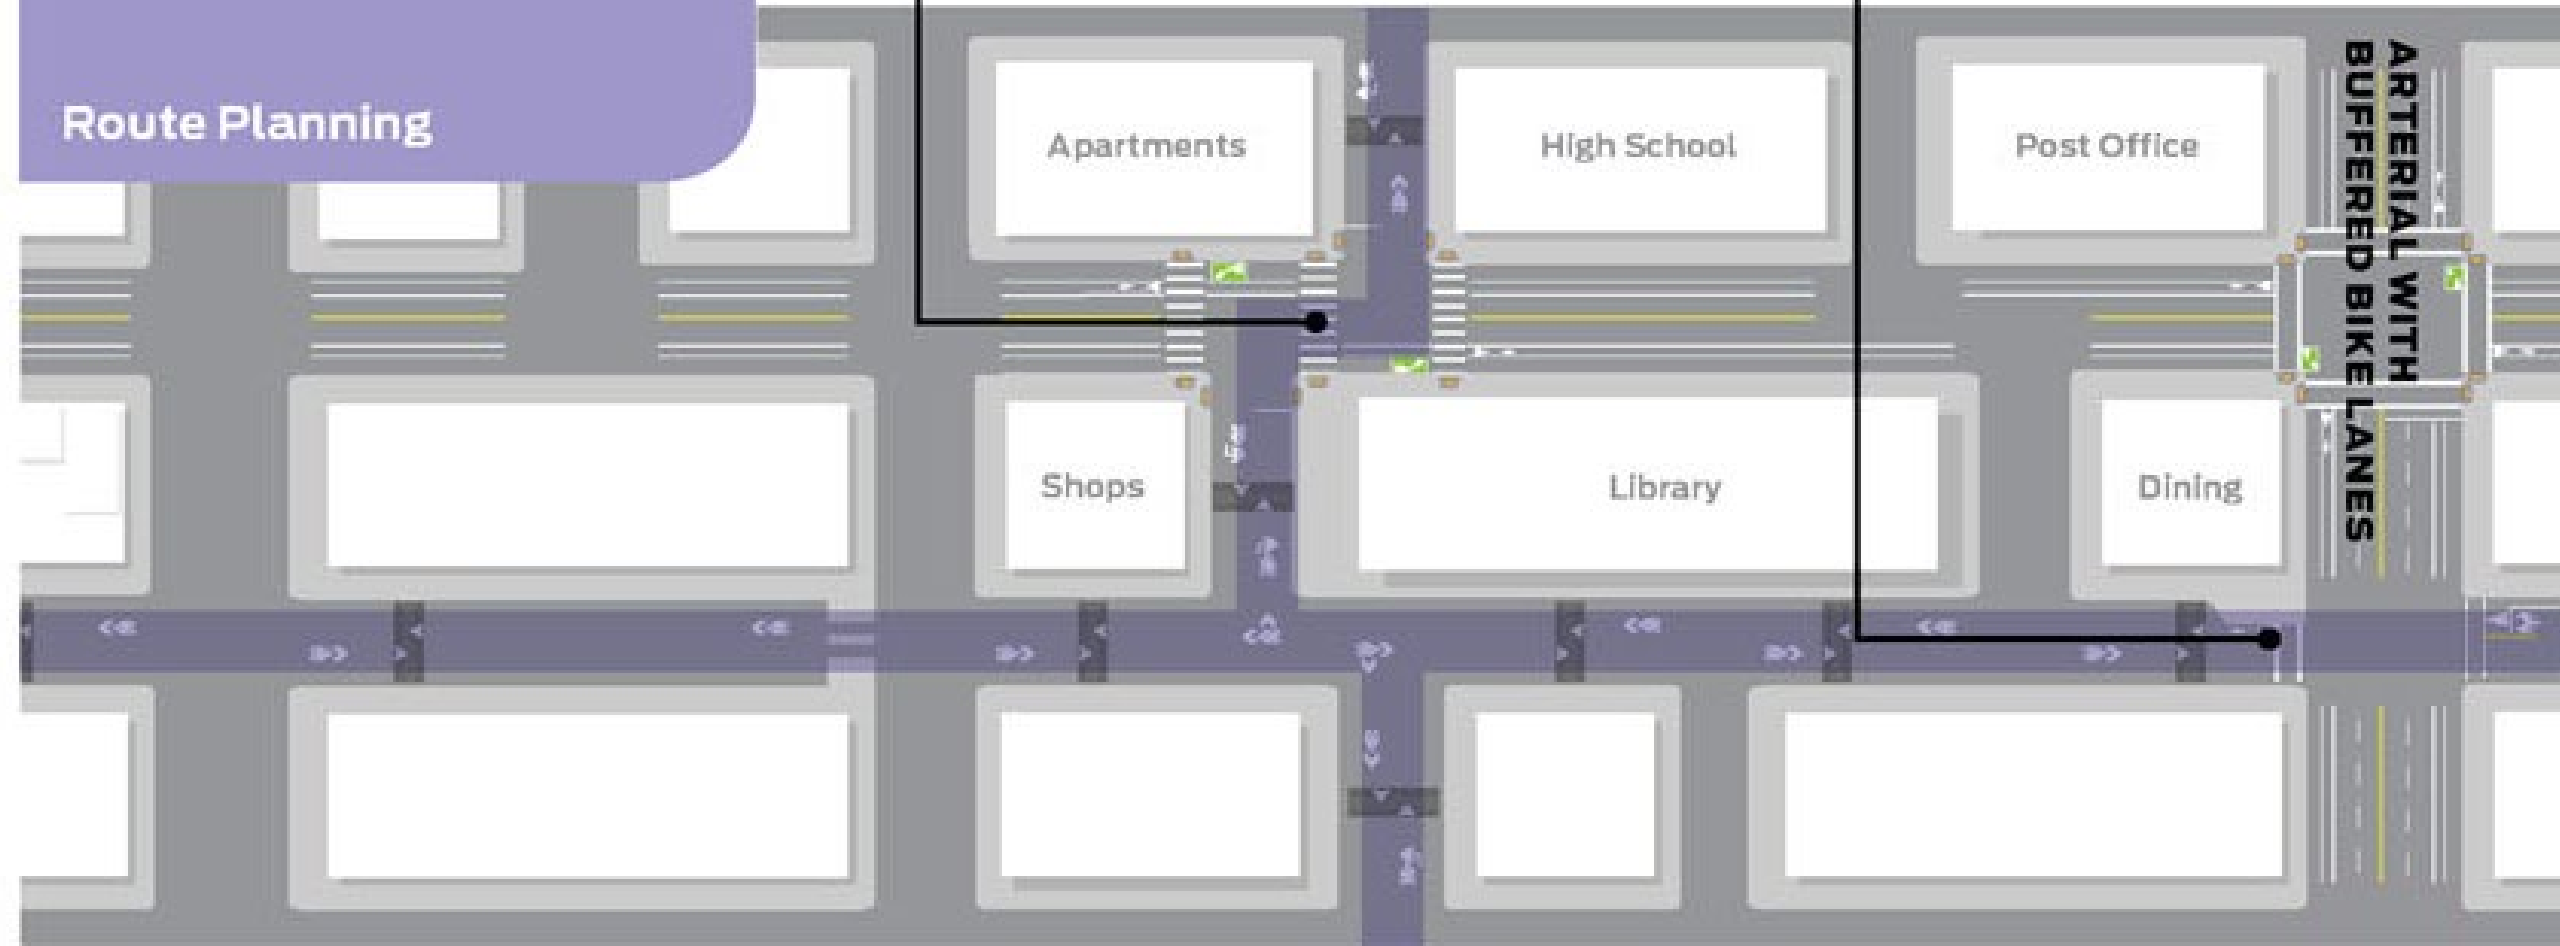 Route Planning
Apartments
High School
Post Office
ARTERIAL WITH
BUFFERED BIKE LANES
Shops
Library
Dining